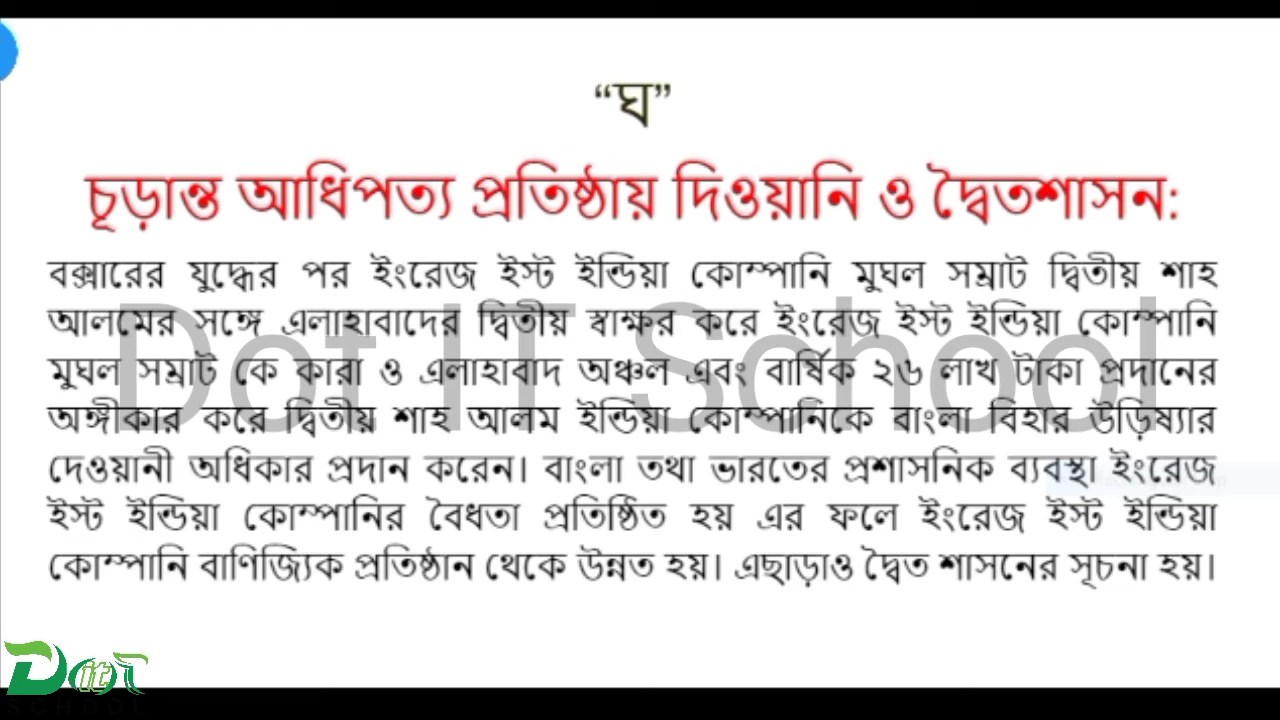 “ঘ”
চূড়ান্ত আধিপত্য প্রতিষ্ঠায় দিওয়ানি ও দ্বৈতশাসন:
বক্সারের যুদ্ধের পর ইংরেজ ইস্ট ইন্ডিয়া কোম্পানি মুঘল সম্রাট দ্বিতীয় শাহ
আলমের সঙ্গে এলাহাবাদের দ্বিতীয় স্বাক্ষর করে ইংরেজ ইস্ট ইন্ডিয়া কোম্পানি
মুঘল সম্রাট কে কারা ও এলাহাবাদ অঞ্চল এবং বার্ষিক ২৬ লাখ টাকা প্রদানের
অঙ্গীকার করে দ্বিতীয় শাহ আলম ইন্ডিয়া কোম্পানিকে বাংলা বিহার উড়িষ্যার
দেওয়ানী অধিকার প্রদান করেন। বাংলা তথা ভারতের প্রশাসনিক ব্যবস্থা ইংরেজ
ইস্ট ইন্ডিয়া কোম্পানির বৈধতা প্রতিষ্ঠিত হয় এর ফলে ইংরেজ ইস্ট ইন্ডিয়া
কোম্পানি বাণিজ্যিক প্রতিষ্ঠান থেকে উন্নত হয়। এছাড়াও দ্বৈত শাসনের সূচনা হয়।
Dot IT School
Dot it
SCHOOL